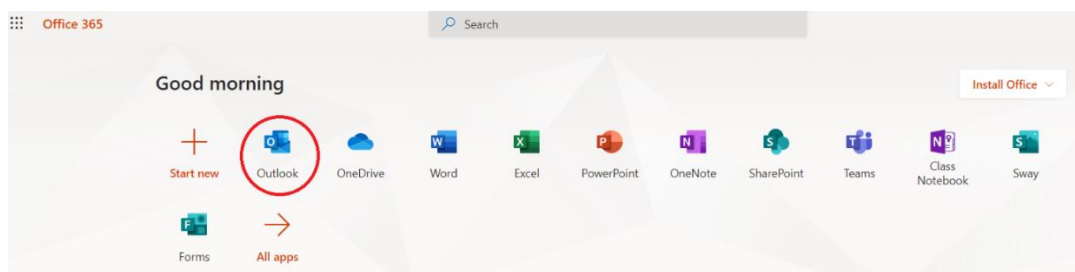 Office 365
Search
Good morning
Install Office
Start new
Outlook
OneDrive
Word
Excel
PowerPoint
OneNote
SharePoint
Teams
Class
Notebook
Sway
Forms
All apps